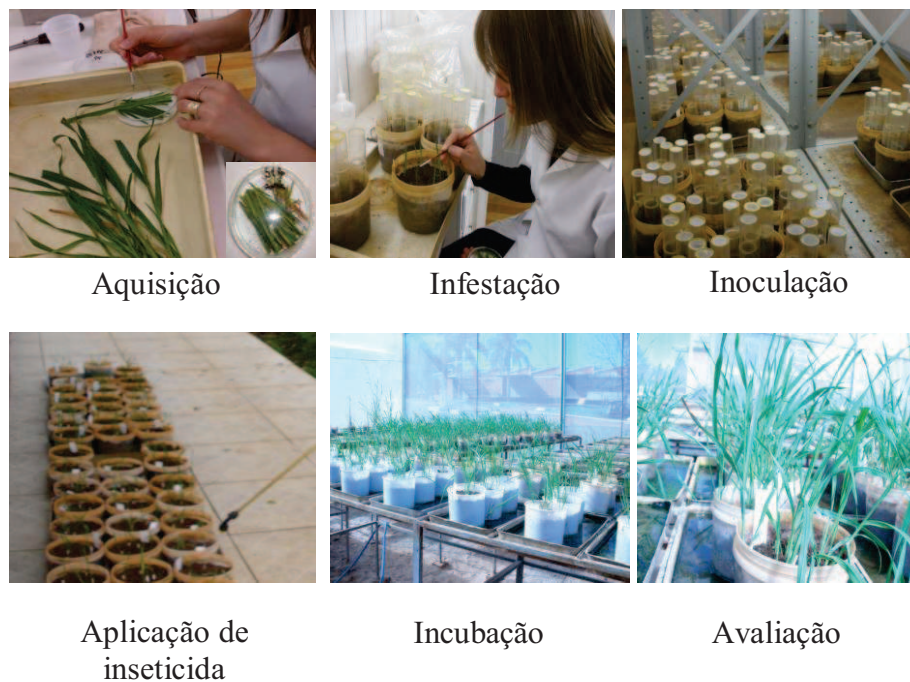 Aquisição
Infestação
Inoculação
Aplicação de
inseticida
Incubação
Avaliação